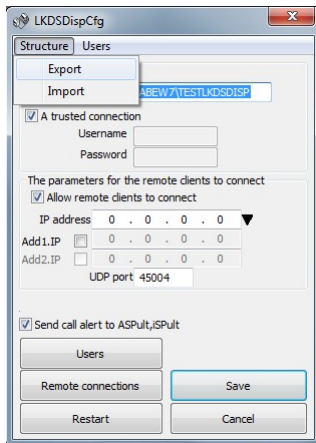 LKDSDispCfg
x
Structure Users
Export
Import
ABEW7\TESTLKDSDISP
A trusted connection
Username
Password
The parameters for the remote clients to connect
Allow remote clients to connect
IP address 0 . 0 . 0 . 0
Add1.IP 0 . 0 . 0 . 0
Add2.IP 0 . 0 . 0 . 0
UDP port 45004
Send call alert to ASPult,iSPult
Users
Remote connections Save
Restart Cancel